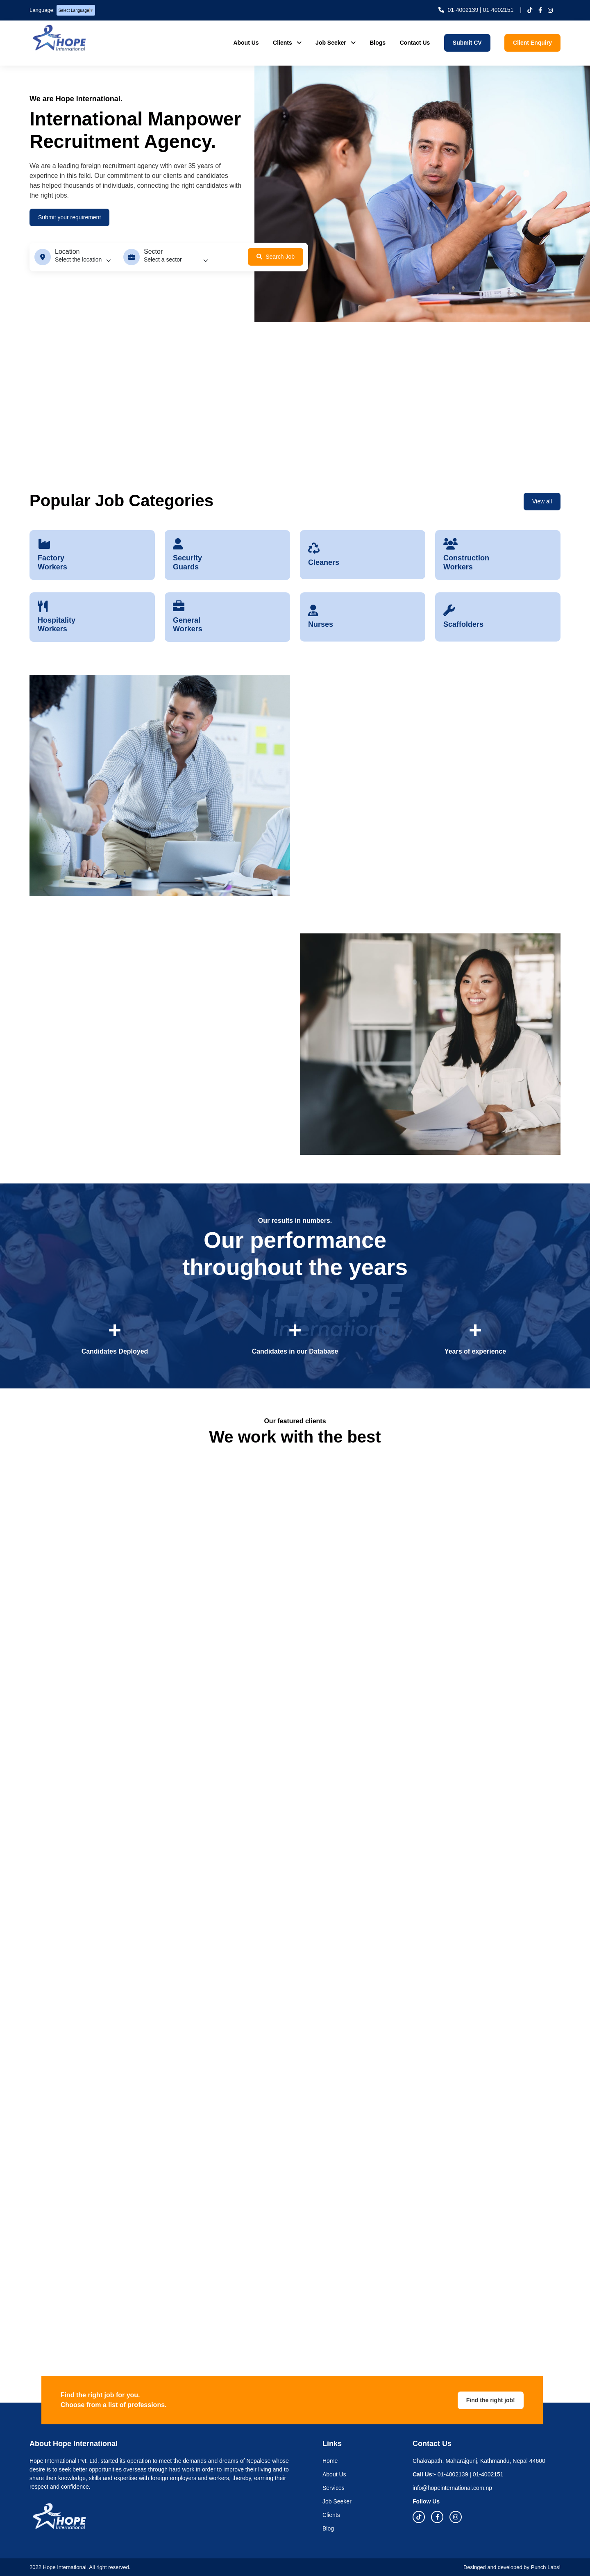 Language: Select Language
01-4002139 | 01-4002151 |
HOPE
International
About Us Clients Job Seeker Blogs Contact Us Submit CV Client Enquiry
We are Hope International.
International Manpower
Recruitment Agency.
We are a leading foreign recruitment agency with over 35 years of
experince in this feild. Our commitment to our clients and candidates
has helped thousands of individuals, connecting the right candidates with
the right jobs.
Submit your requirement
Location
Select the location
Sector
Select a sector
Search Job
Popular Job Categories
View all
Factory
Workers
Security
Guards
Cleaners
Construction
Workers
Hospitality
Workers
General
Workers
Nurses
Scaffolders
Our results in numbers.
Our performance
throughout the years
HOPE
International
+
Candidates Deployed
+
Candidates in our Database
+
Years of experience
Our featured clients
We work with the best
Find the right job for you.
Choose from a list of professions.
Find the right job!
About Hope International
Hope International Pvt. Ltd. started its operation to meet the demands and dreams of Nepalese whose
desire is to seek better opportunities overseas through hard work in order to improve their living and to
share their knowledge, skills and expertise with foreign employers and workers, thereby, earning their
respect and confidence.
HOPE
International
Links
Home
About Us
Services
Job Seeker
Clients
Blog
Contact Us
Chakrapath, Maharajgunj, Kathmandu, Nepal 44600
Call Us:- 01-4002139 | 01-4002151
info@hopeinternational.com.np
Follow Us
2022 Hope International, All right reserved.
Desinged and developed by Punch Labs!